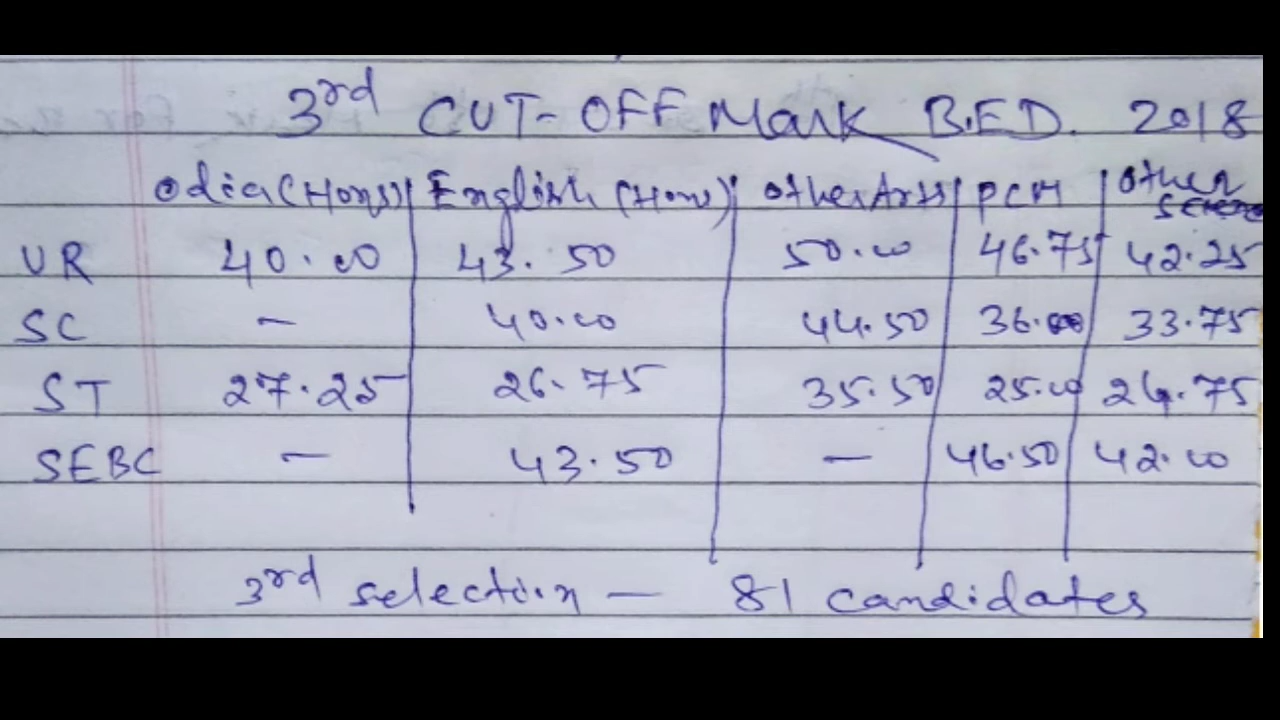 3rd CUT-OFF Mark B.ED. 2018
Odia (Hons) English (Hons) Other Arts PCM Other Science
UR 40.00 43.50 50.00 46.75 42.25
SC - 40.00 44.50 36.00 33.75
ST 27.25 26.75 35.50 25.00 24.75
SEBC - 43.50 - 46.50 42.00
3rd selection - 81 candidates